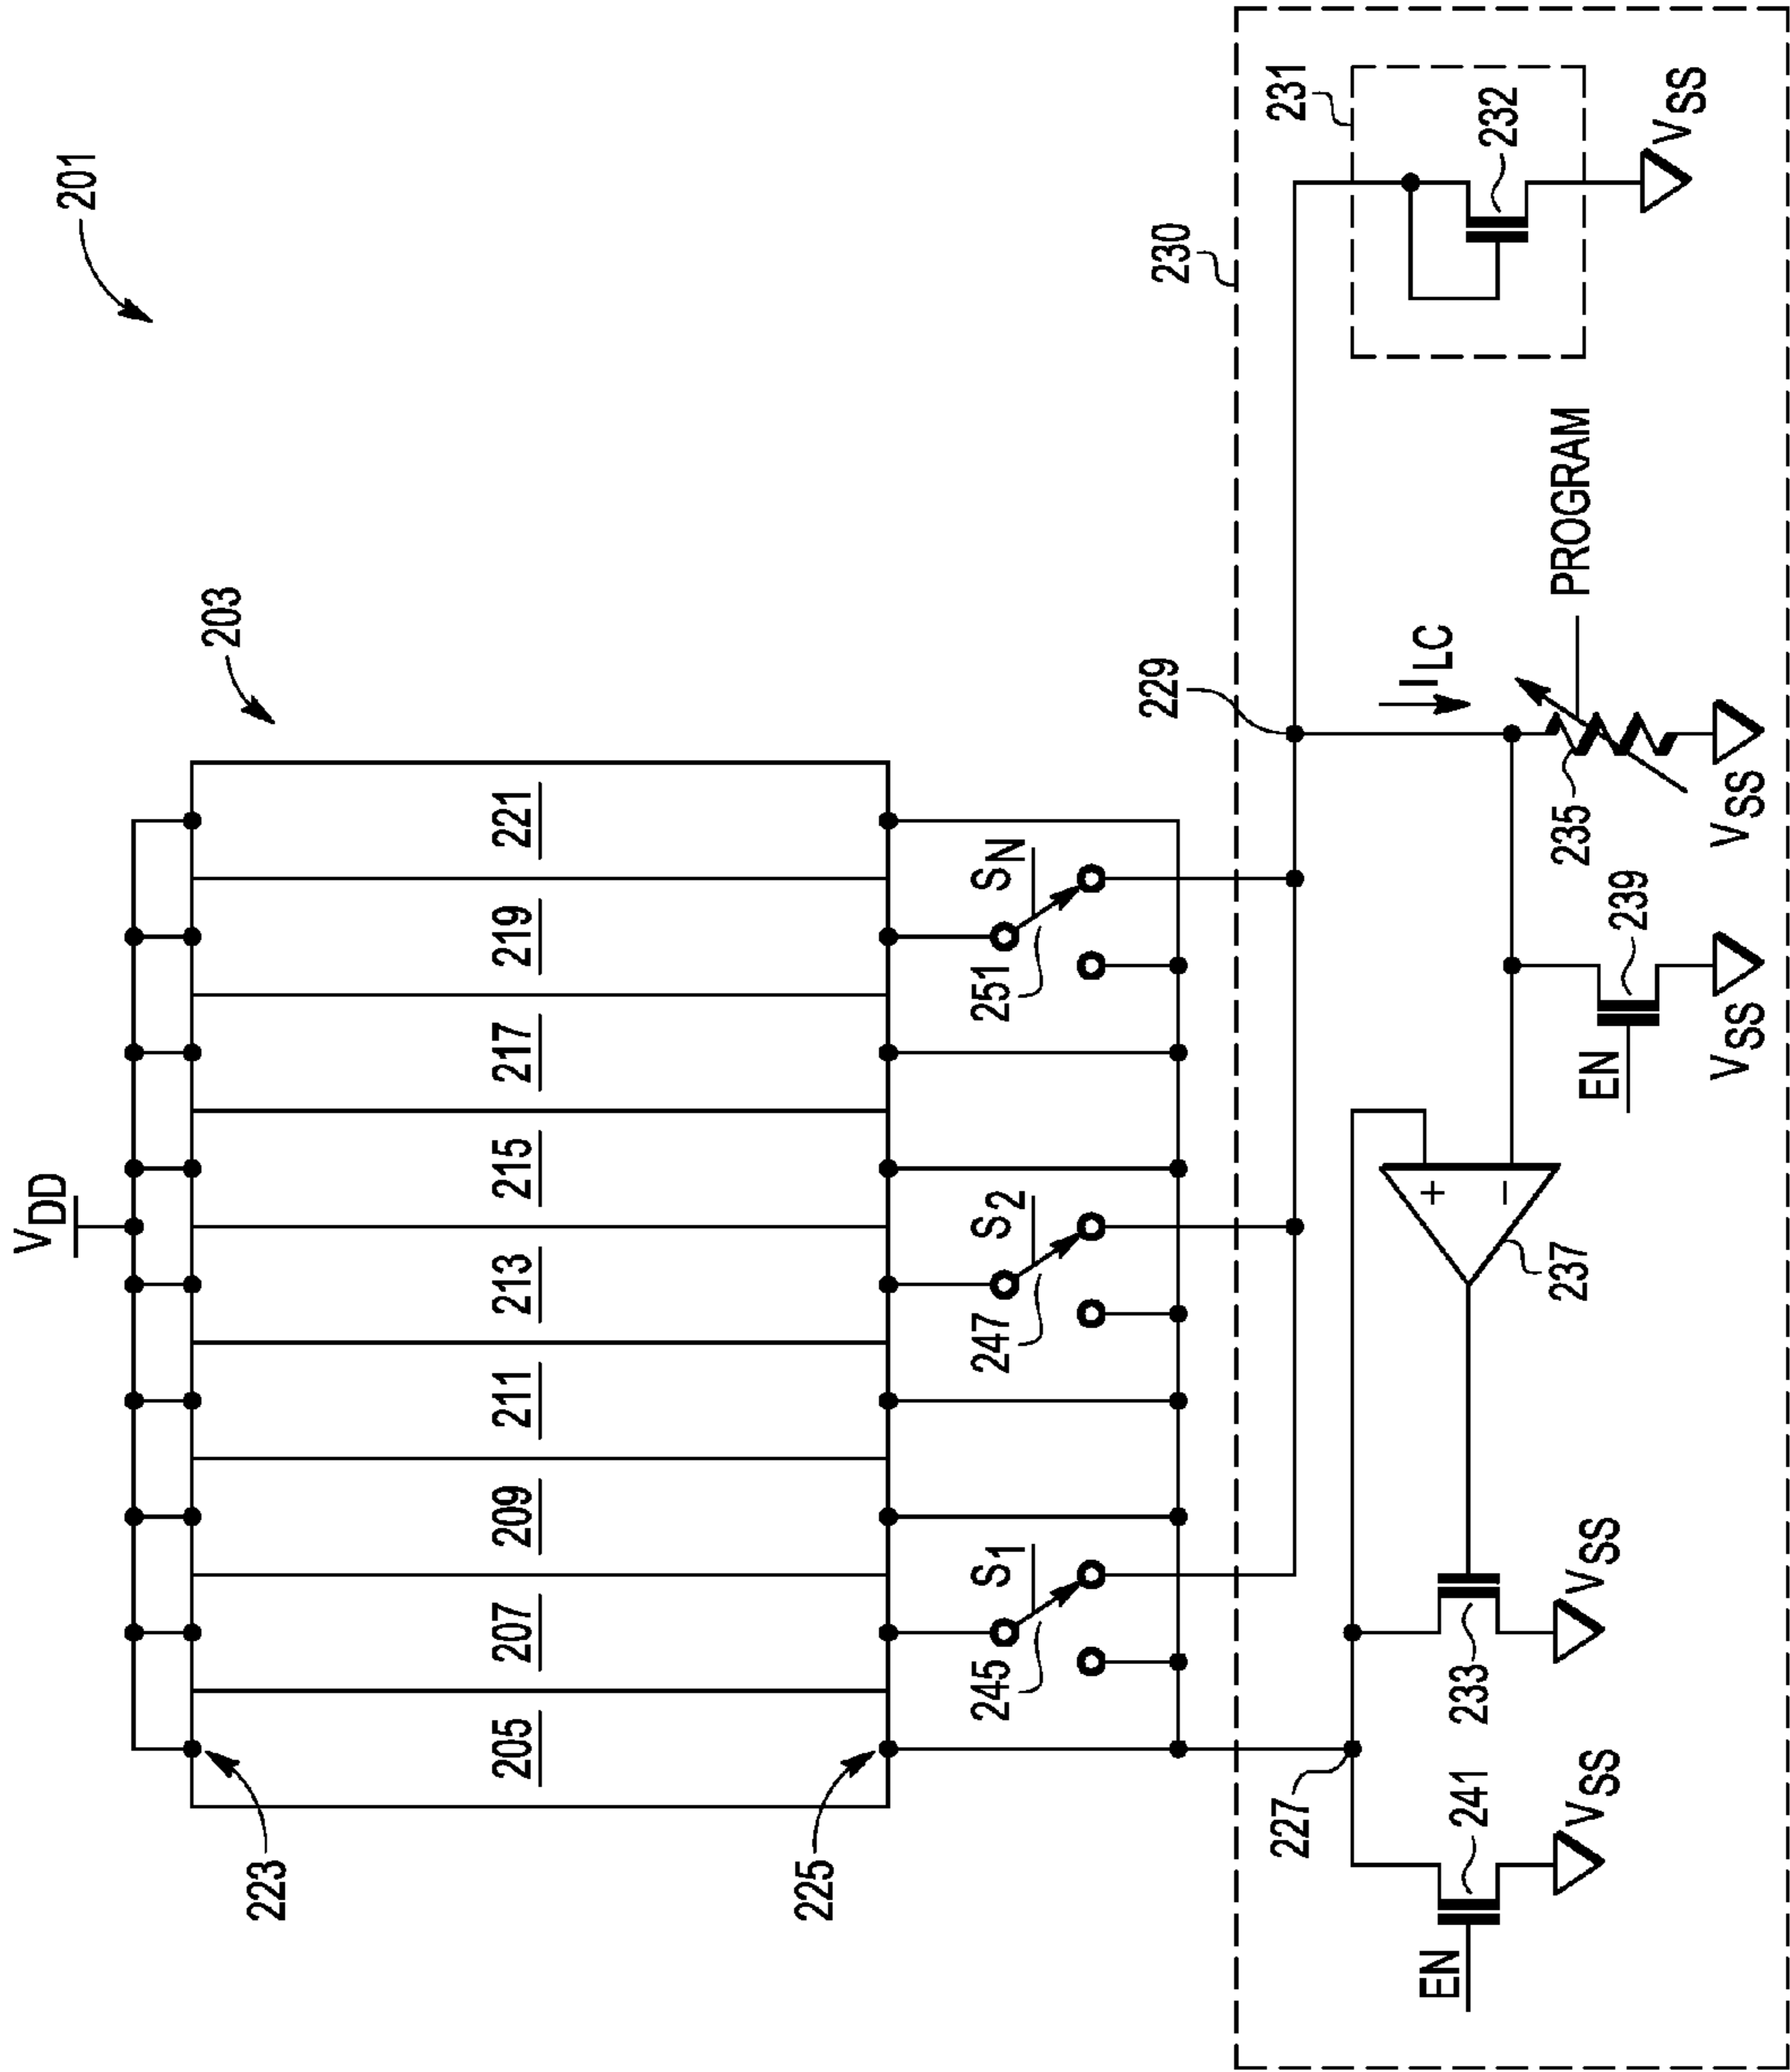 201
203
VDD
223
205
207
209
211
213
215
217
219
221
225
245
S1
247
S2
251
SN
227
229
230
231
232
VSS
ILC
PROGRAM
235
VSS
239
EN
VSS
+
−
237
233
VSS
241
EN
VSS